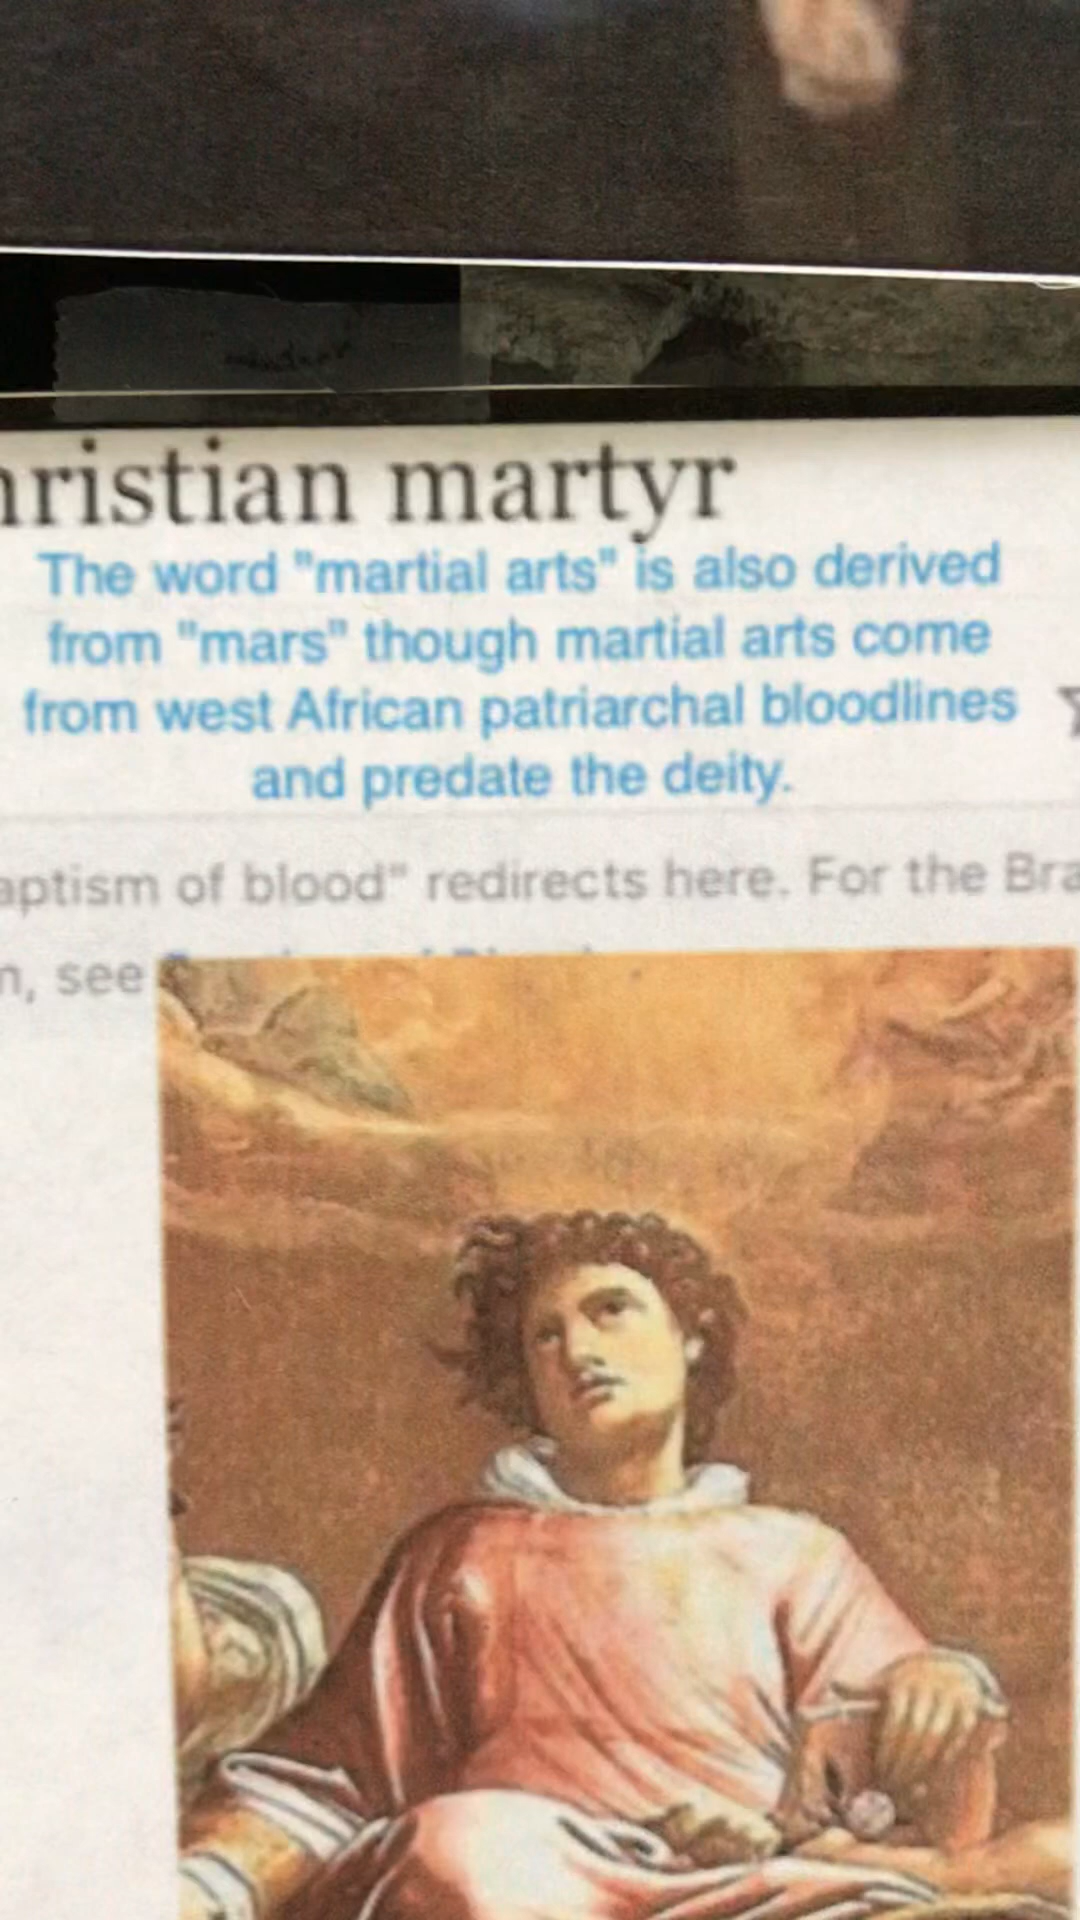 hristian martyr
The word "martial arts" is also derived
from "mars" though martial arts come
from west African patriarchal bloodlines
and predate the deity.
aptism of blood" redirects here. For the Bra
, see